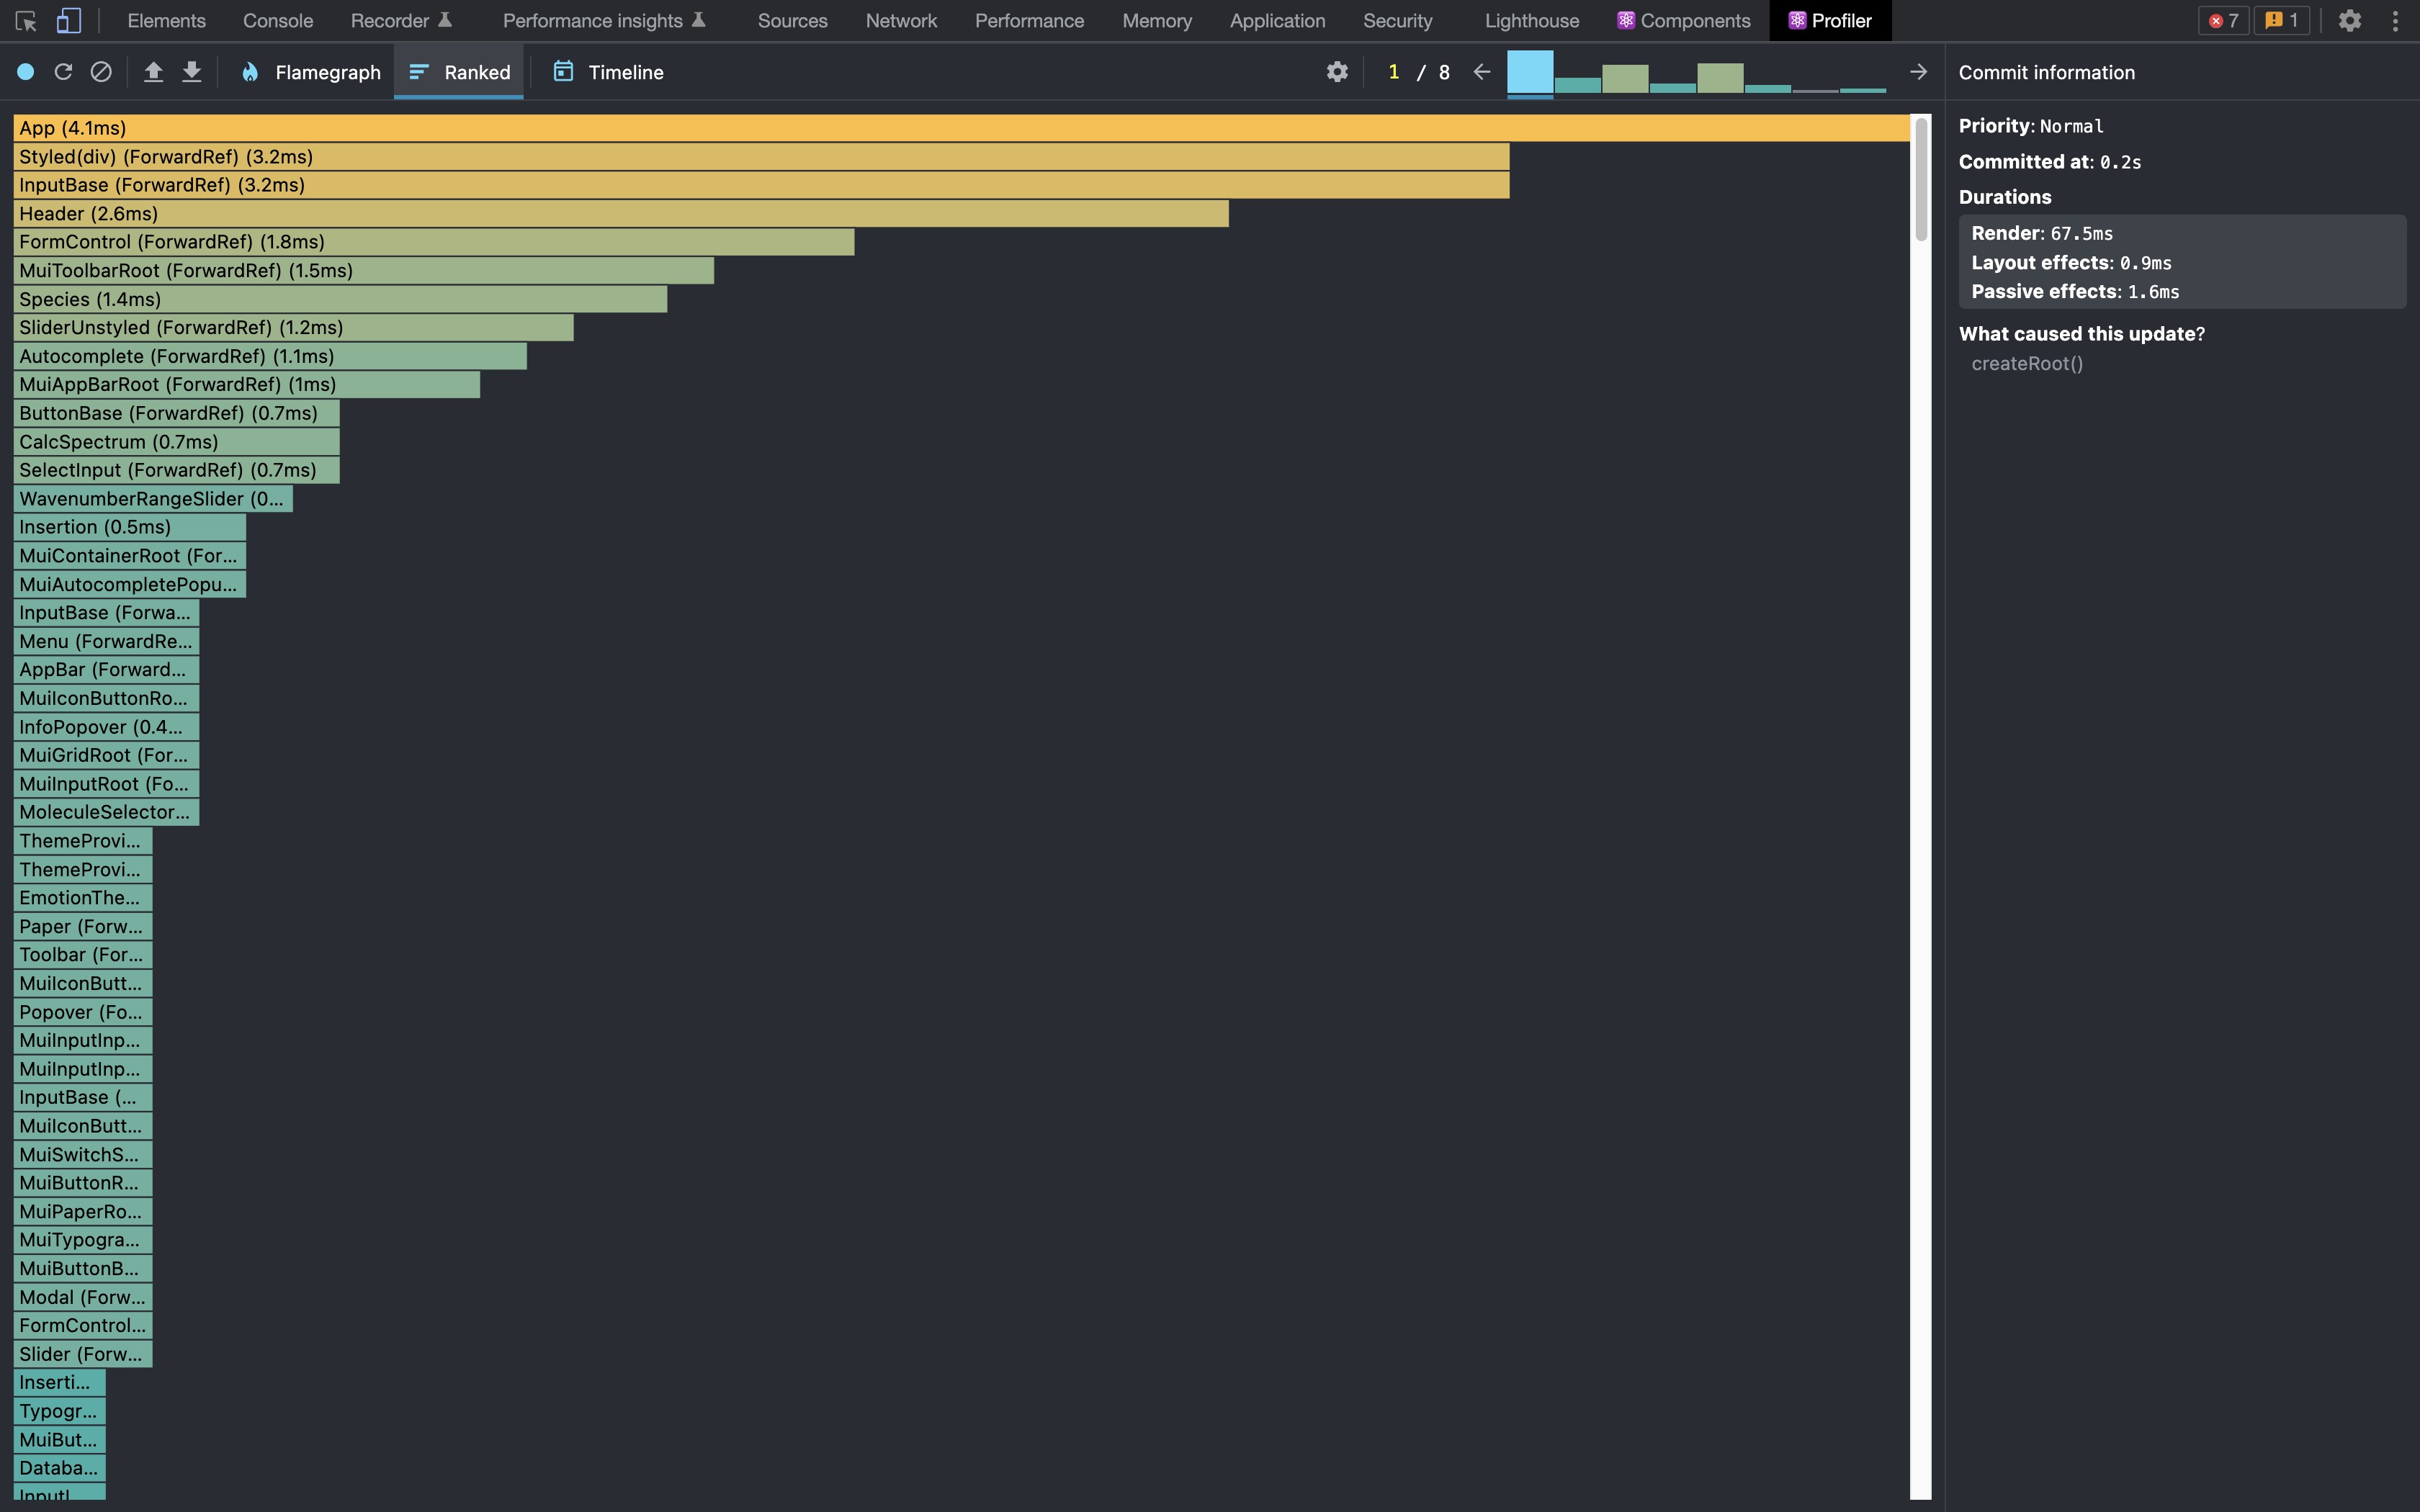 Elements Console Recorder Performance insights Sources Network Performance Memory Application Security Lighthouse Components Profiler 7 1
Flamegraph Ranked Timeline 1 / 8 Commit information
App (4.1ms)
Styled(div) (ForwardRef) (3.2ms)
InputBase (ForwardRef) (3.2ms)
Header (2.6ms)
FormControl (ForwardRef) (1.8ms)
MuiToolbarRoot (ForwardRef) (1.5ms)
Species (1.4ms)
SliderUnstyled (ForwardRef) (1.2ms)
Autocomplete (ForwardRef) (1.1ms)
MuiAppBarRoot (ForwardRef) (1ms)
ButtonBase (ForwardRef) (0.7ms)
CalcSpectrum (0.7ms)
SelectInput (ForwardRef) (0.7ms)
WavenumberRangeSlider (0...
Insertion (0.5ms)
MuiContainerRoot (For...
MuiAutocompletePopu...
InputBase (Forwa...
Menu (ForwardRe...
AppBar (Forward...
MuiIconButtonRo...
InfoPopover (0.4...
MuiGridRoot (For...
MuiInputRoot (Fo...
MoleculeSelector...
ThemeProvi...
ThemeProvi...
EmotionThe...
Paper (Forw...
Toolbar (For...
MuiIconButt...
Popover (Fo...
MuiInputInp...
MuiInputInp...
InputBase (...
MuiIconButt...
MuiSwitchS...
MuiButtonR...
MuiPaperRo...
MuiTypogra...
MuiButtonB...
Modal (Forw...
FormControl...
Slider (Forw...
Inserti...
Typogr...
MuiBut...
Databa...
InputI...
Priority: Normal
Committed at: 0.2s
Durations
Render: 67.5ms
Layout effects: 0.9ms
Passive effects: 1.6ms
What caused this update?
createRoot()